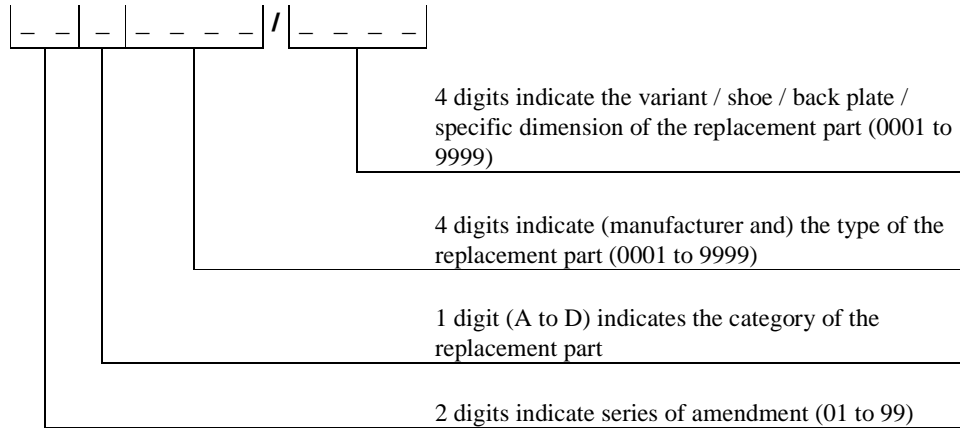 _ _ _ _ _ _ _ / _ _ _ _
4 digits indicate the variant / shoe / back plate /
specific dimension of the replacement part (0001 to
9999)
4 digits indicate (manufacturer and) the type of the
replacement part (0001 to 9999)
1 digit (A to D) indicates the category of the
replacement part
2 digits indicate series of amendment (01 to 99)